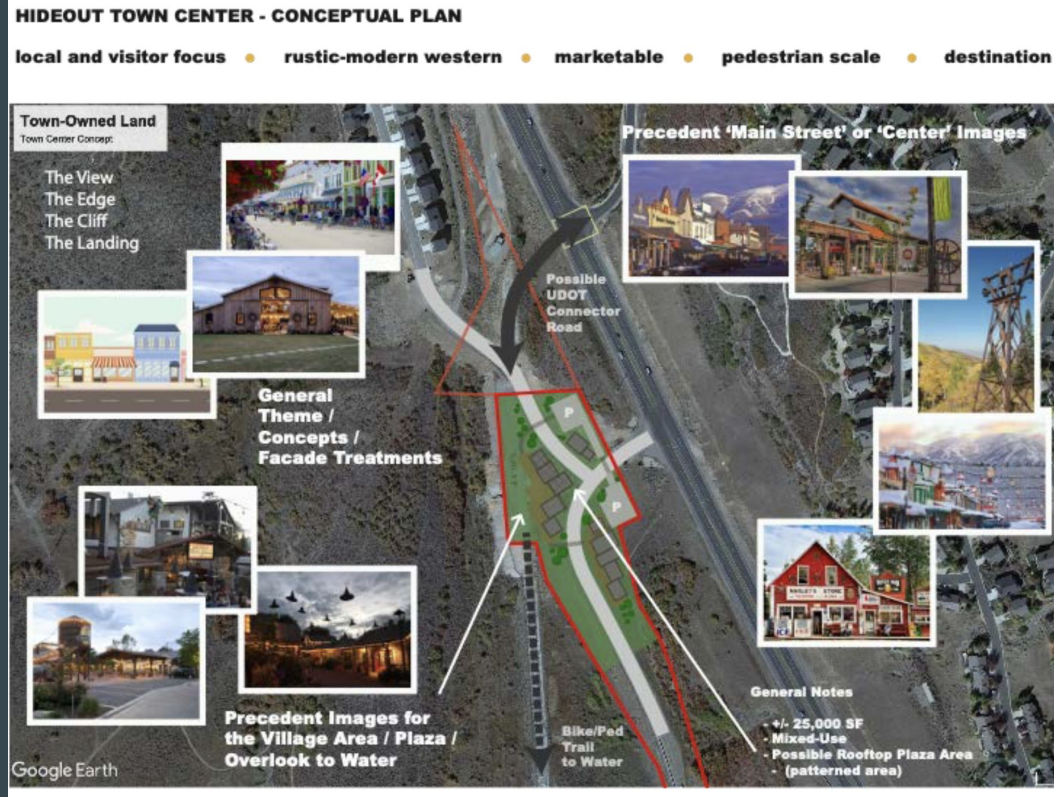 HIDEOUT TOWN CENTER - CONCEPTUAL PLAN
local and visitor focus • rustic-modern western • marketable • pedestrian scale • destination
Town-Owned Land
Town Center Concept
The View
The Edge
The Cliff
The Landing
Precedent 'Main Street' or 'Center' Images
Possible
UDOT
Connector
Road
General
Theme /
Concepts /
Facade Treatments
P
P
Precedent Images for
the Village Area / Plaza /
Overlook to Water
Bike/Ped
Trail
to Water
General Notes
- +/- 25,000 SF
- Mixed-Use
- Possible Rooftop Plaza Area
- (patterned area)
STORE
ICE
Google Earth